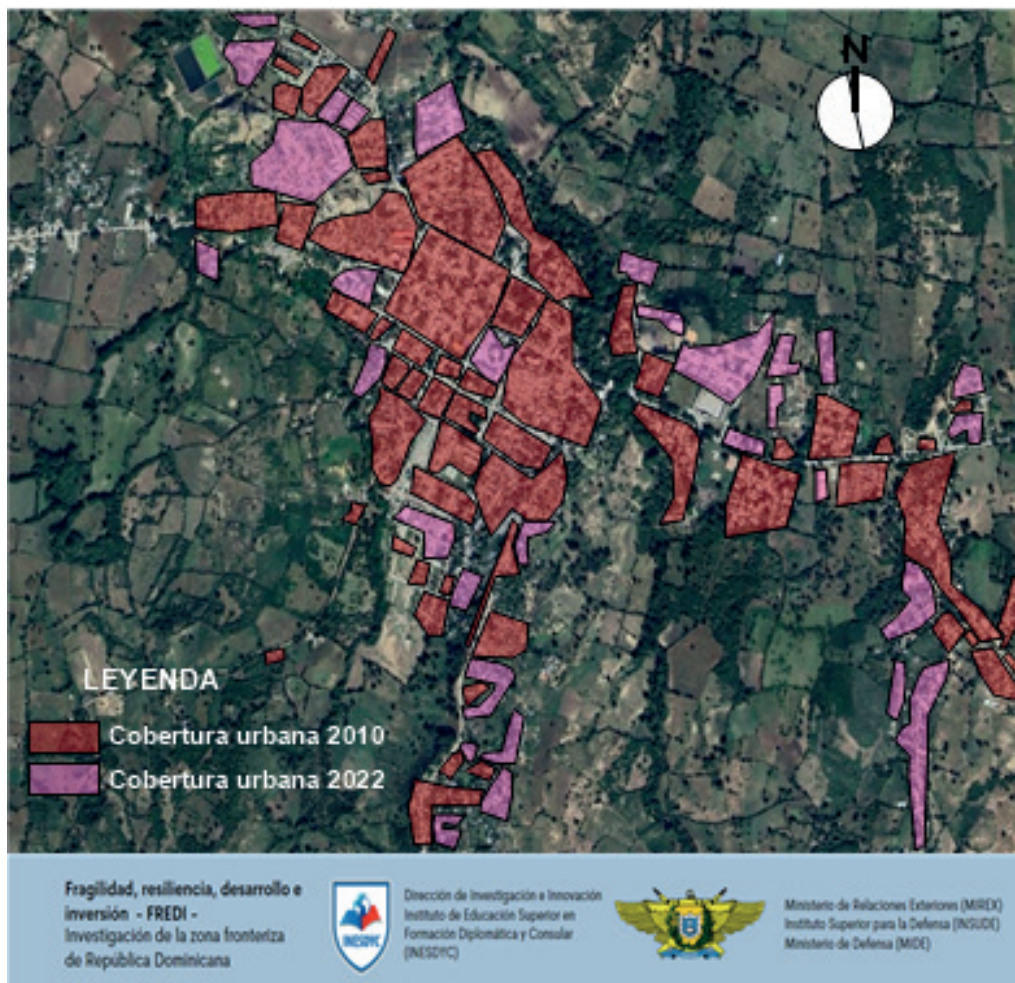 N
LEYENDA
Cobertura urbana 2010
Cobertura urbana 2022
Fragilidad, resiliencia, desarrollo e
inversión - FREDI -
Investigación de la zona fronteriza
de República Dominicana
INESDYC
Dirección de Investigación e Innovación
Instituto de Educación Superior en
Formación Diplomática y Consular
(INESDYC)
Ministerio de Relaciones Exteriores (MIREX)
Instituto Superior para la Defensa (INSUDE)
Ministerio de Defensa (MIDE)